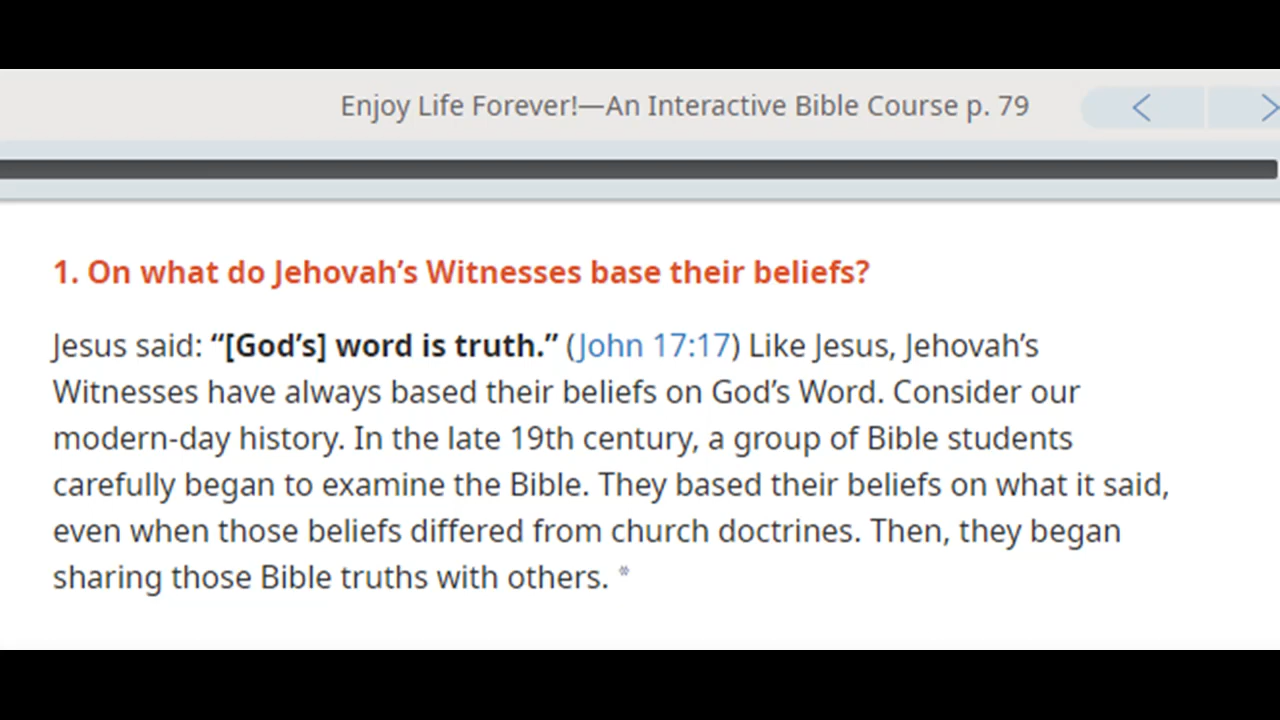 Enjoy Life Forever!—An Interactive Bible Course p. 79
1. On what do Jehovah’s Witnesses base their beliefs?
Jesus said: “[God’s] word is truth.” (John 17:17) Like Jesus, Jehovah’s
Witnesses have always based their beliefs on God’s Word. Consider our
modern-day history. In the late 19th century, a group of Bible students
carefully began to examine the Bible. They based their beliefs on what it said,
even when those beliefs differed from church doctrines. Then, they began
sharing those Bible truths with others. *